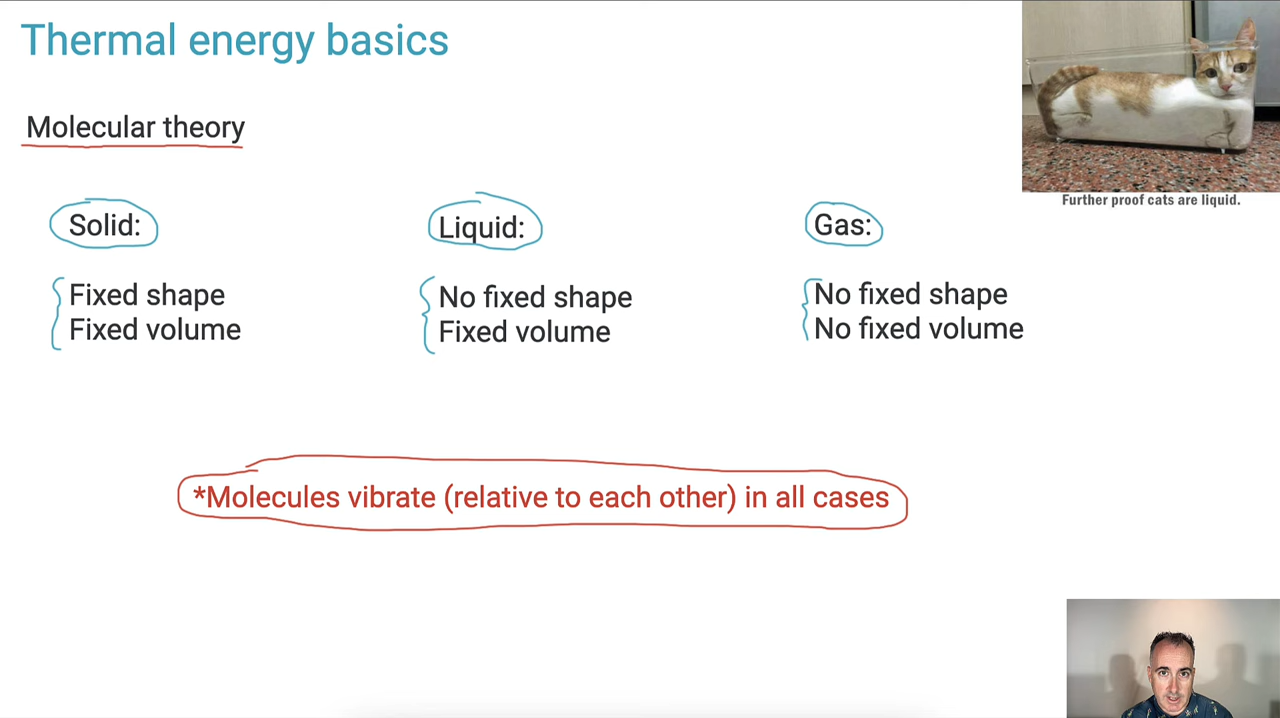 Thermal energy basics
Further proof cats are liquid.
Molecular theory
Solid:
Fixed shape
Fixed volume
Liquid:
No fixed shape
Fixed volume
Gas:
No fixed shape
No fixed volume
*Molecules vibrate (relative to each other) in all cases